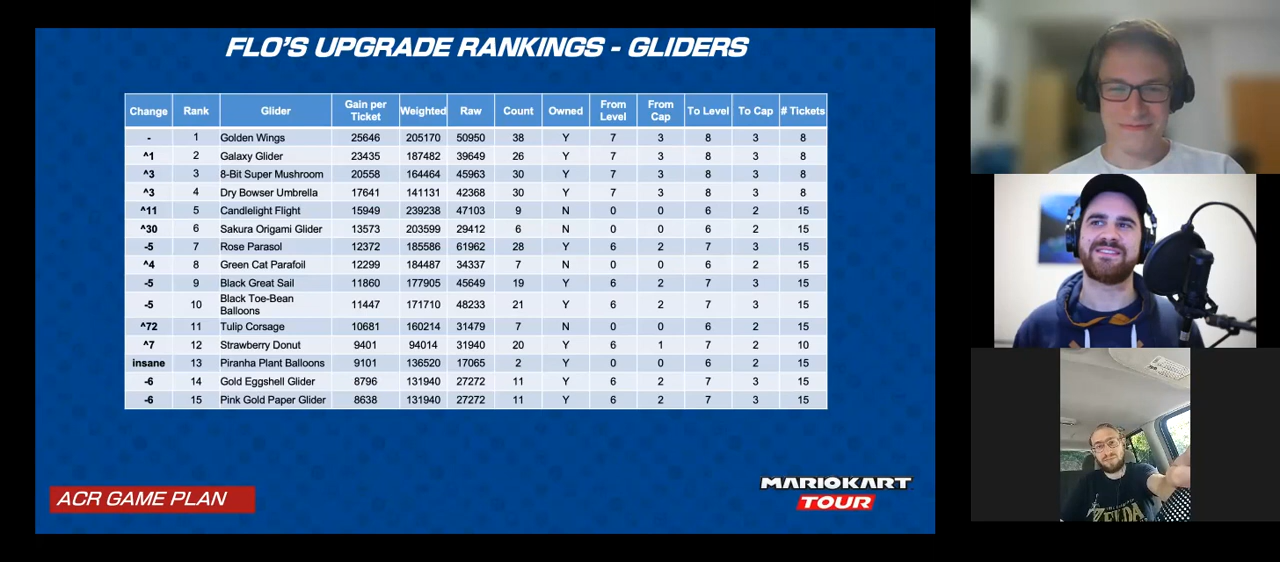 FLO'S UPGRADE RANKINGS - GLIDERS
Change Rank Glider Gain per Ticket Weighted Raw Count Owned From Level From Cap To Level To Cap # Tickets
- 1 Golden Wings 25646 205170 50950 38 Y 7 3 8 3 8
^1 2 Galaxy Glider 23435 187482 39649 26 Y 7 3 8 3 8
^3 3 8-Bit Super Mushroom 20558 164464 45963 30 Y 7 3 8 3 8
^3 4 Dry Bowser Umbrella 17641 141131 42368 30 Y 7 3 8 3 8
^11 5 Candlelight Flight 15949 239238 47103 9 N 0 0 6 2 15
^30 6 Sakura Origami Glider 13573 203599 29412 6 N 0 0 6 2 15
-5 7 Rose Parasol 12372 185586 61962 28 Y 6 2 7 3 15
^4 8 Green Cat Parafoil 12299 184487 34337 7 N 0 0 6 2 15
-5 9 Black Great Sail 11860 177905 45649 19 Y 6 2 7 3 15
-5 10 Black Toe-Bean Balloons 11447 171710 48233 21 Y 6 2 7 3 15
^72 11 Tulip Corsage 10681 160214 31479 7 N 0 0 6 2 15
^7 12 Strawberry Donut 9401 94014 31940 20 Y 6 1 7 2 10
insane 13 Piranha Plant Balloons 9101 136520 17065 2 Y 0 0 6 2 15
-6 14 Gold Eggshell Glider 8796 131940 27272 11 Y 6 2 7 3 15
-6 15 Pink Gold Paper Glider 8638 131940 27272 11 Y 6 2 7 3 15
ACR GAME PLAN
MARIOKART
TOUR
ZELDA